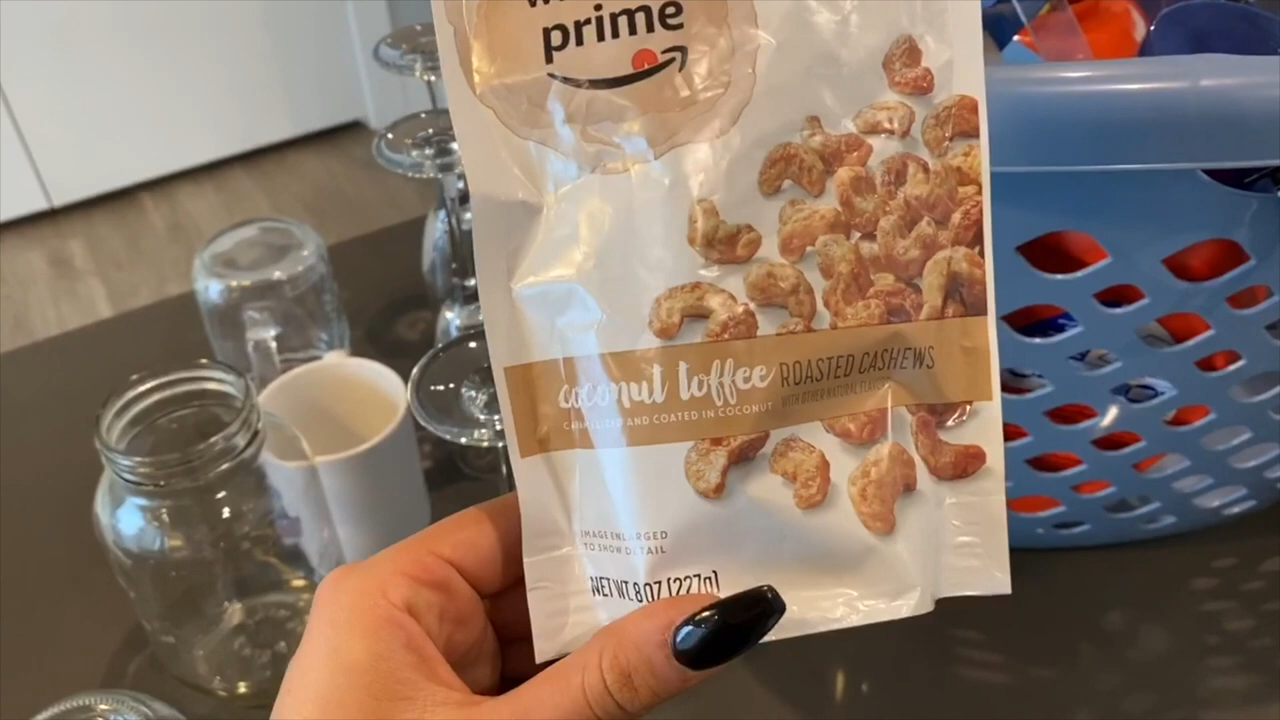 prime
coconut toffee ROASTED CASHEWS
WITH OTHER NATURAL FLAVORS
CARAMELIZED AND COATED IN COCONUT
IMAGE ENLARGED
TO SHOW DETAIL
NET WT. 8 OZ (227g)